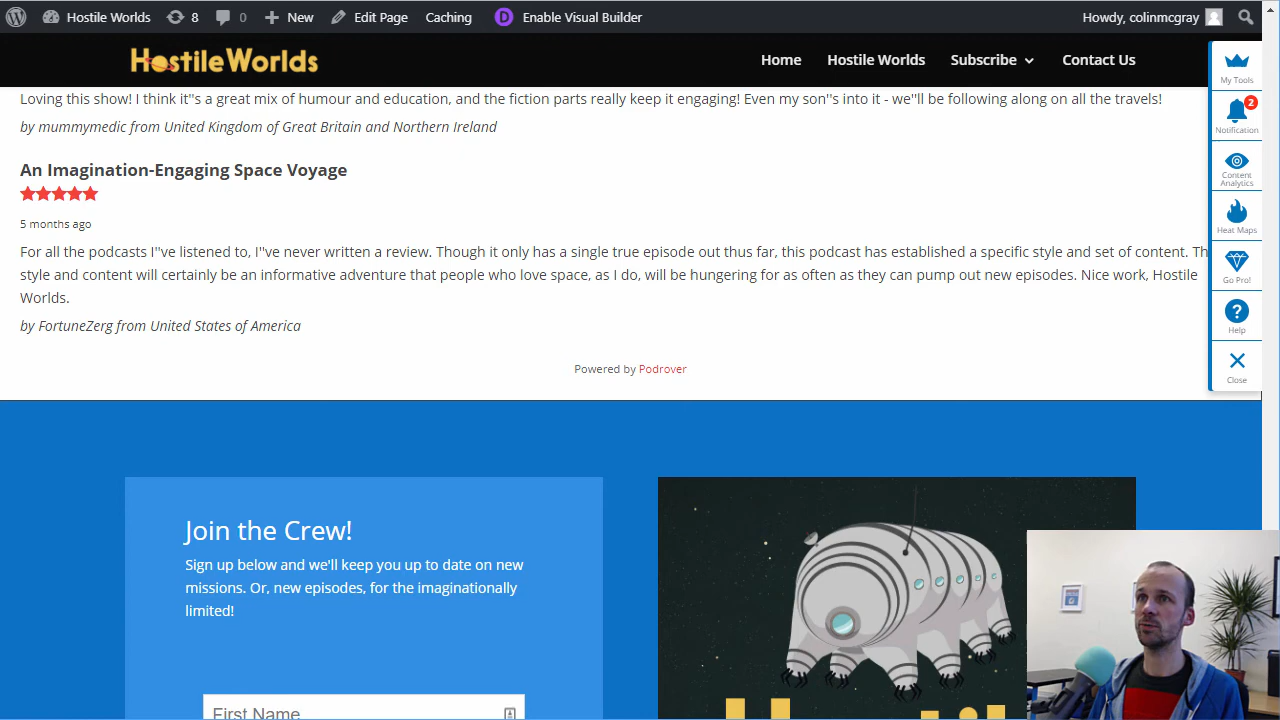 Hostile Worlds 8 0 New Edit Page Caching D Enable Visual Builder Howdy, colinmcgray
HostileWorlds Home Hostile Worlds Subscribe Contact Us
Loving this show! I think it''s a great mix of humour and education, and the fiction parts really keep it engaging! Even my son''s into it - we''ll be following along on all the travels!
by mummymedic from United Kingdom of Great Britain and Northern Ireland
An Imagination-Engaging Space Voyage
5 months ago
For all the podcasts I''ve listened to, I''ve never written a review. Though it only has a single true episode out thus far, this podcast has established a specific style and set of content. Th
style and content will certainly be an informative adventure that people who love space, as I do, will be hungering for as often as they can pump out new episodes. Nice work, Hostile
Worlds.
by FortuneZerg from United States of America
Powered by Podrover
My Tools
2
Notification
Content
Analytics
Heat Maps
Go Pro!
?
Help
Close
Join the Crew!
Sign up below and we'll keep you up to date on new
missions. Or, new episodes, for the imaginationally
limited!
First Name